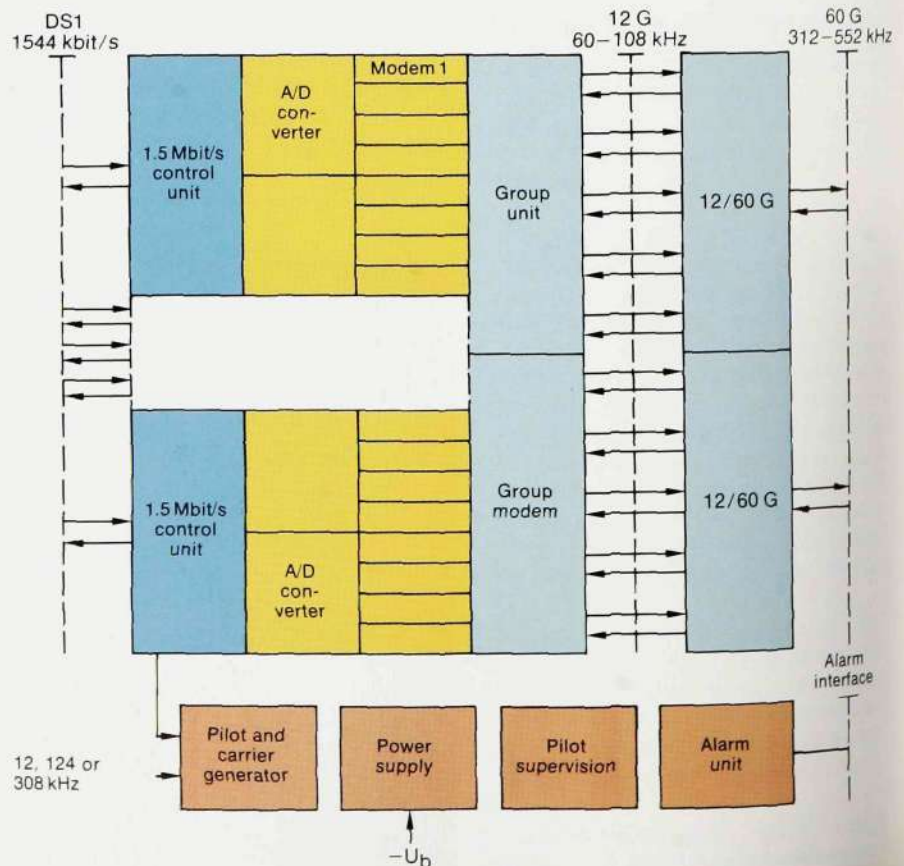 DS1
1544 kbit/s
12 G
60–108 kHz
60 G
312–552 kHz
1.5 Mbit/s
control
unit
A/D
con-
verter
Modem 1
Group
unit
12/60 G
1.5 Mbit/s
control
unit
A/D
con-
verter
Group
modem
12/60 G
Alarm
interface
12, 124 or
308 kHz
Pilot and
carrier
generator
Power
supply
Pilot
supervision
Alarm
unit
–Ub